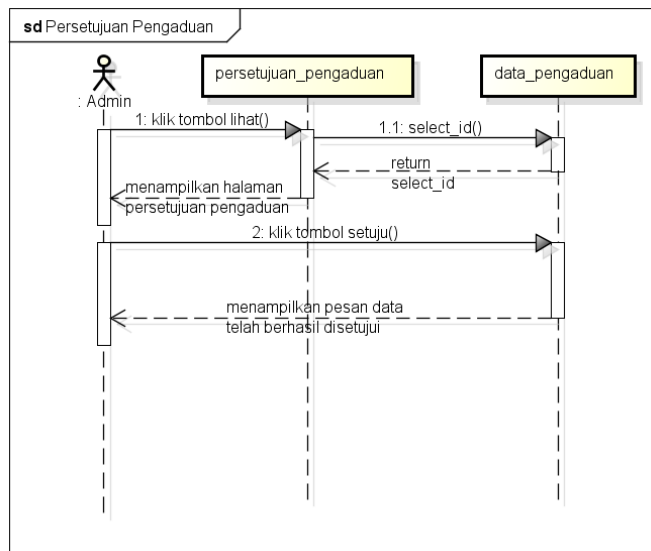 sd Persetujuan Pengaduan
: Admin
persetujuan_pengaduan
data_pengaduan
1: klik tombol lihat()
1.1: select_id()
return
select_id
menampilkan halaman
persetujuan pengaduan
2: klik tombol setuju()
menampilkan pesan data
telah berhasil disetujui